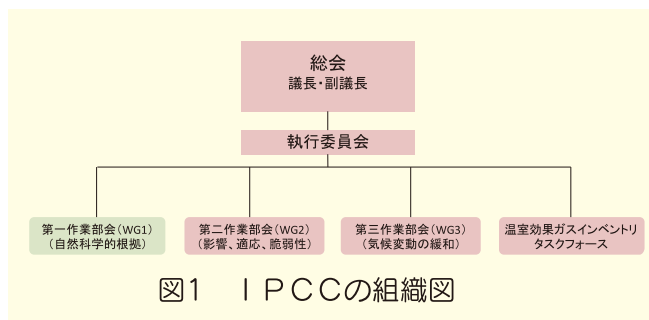 総会
議長・副議長
執行委員会
第一作業部会（WG1）
（自然科学的根拠）
第二作業部会（WG2）
（影響、適応、脆弱性）
第三作業部会（WG3）
（気候変動の緩和）
温室効果ガスインベントリ
タスクフォース
図1　ＩＰＣＣの組織図